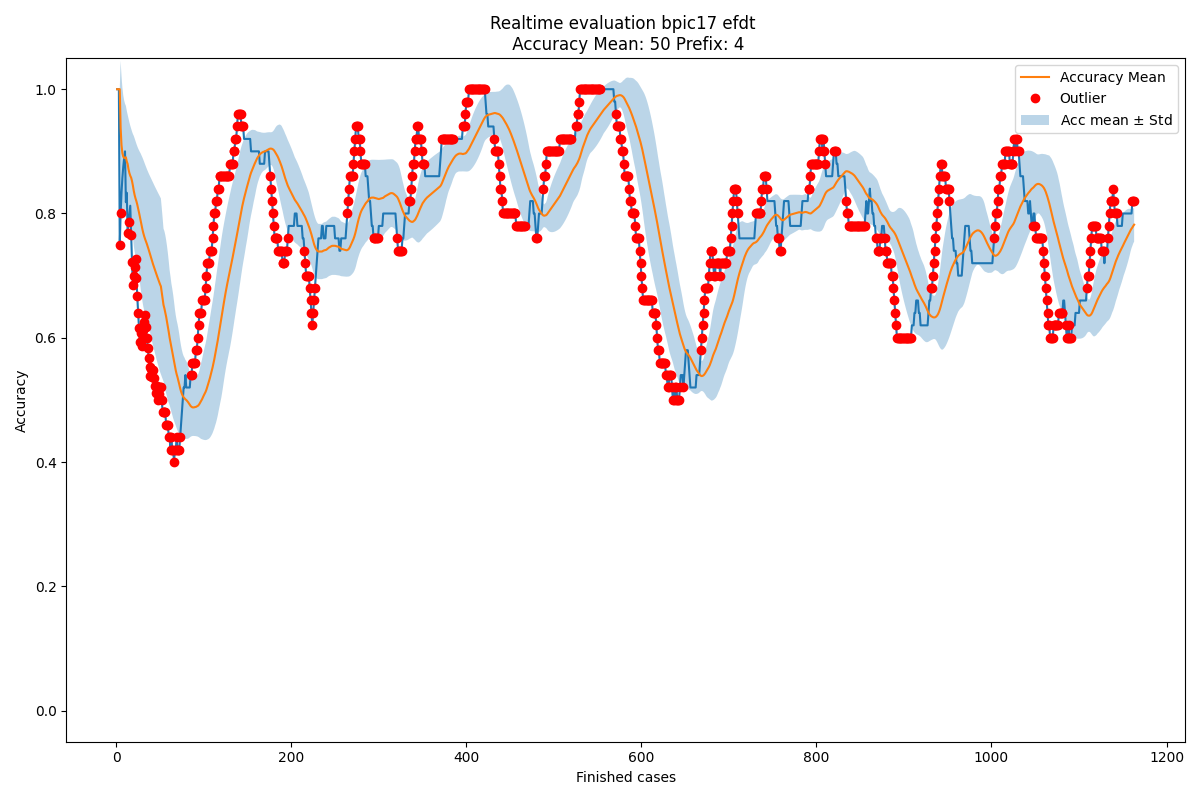 Realtime evaluation bpic17 efdt
Accuracy Mean: 50 Prefix: 4
Accuracy Mean
Outlier
Acc mean ± Std
Accuracy
1.0
0.8
0.6
0.4
0.2
0.0
0
200
400
600
800
1000
1200
Finished cases